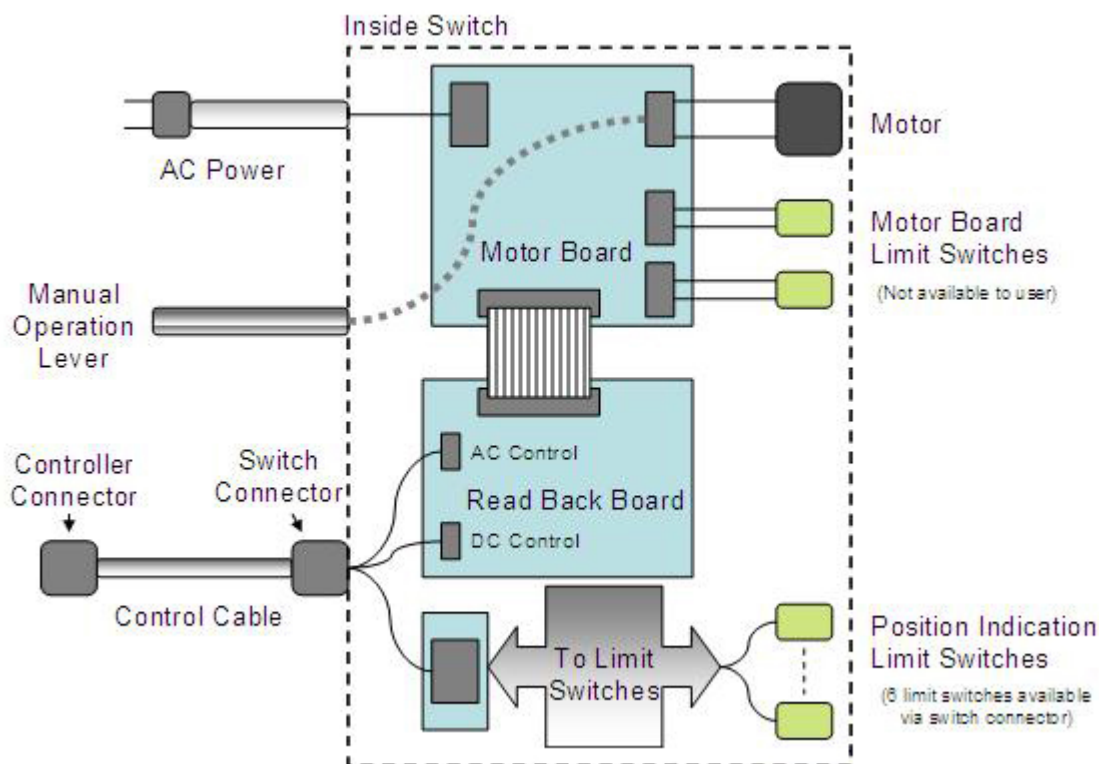 Inside Switch
AC Power
Motor
Motor Board
Motor Board
Limit Switches
(Not available to user)
Manual
Operation
Lever
AC Control
Read Back Board
DC Control
Controller
Connector
Switch
Connector
Control Cable
To Limit
Switches
Position Indication
Limit Switches
(6 limit switches available
via switch connector)